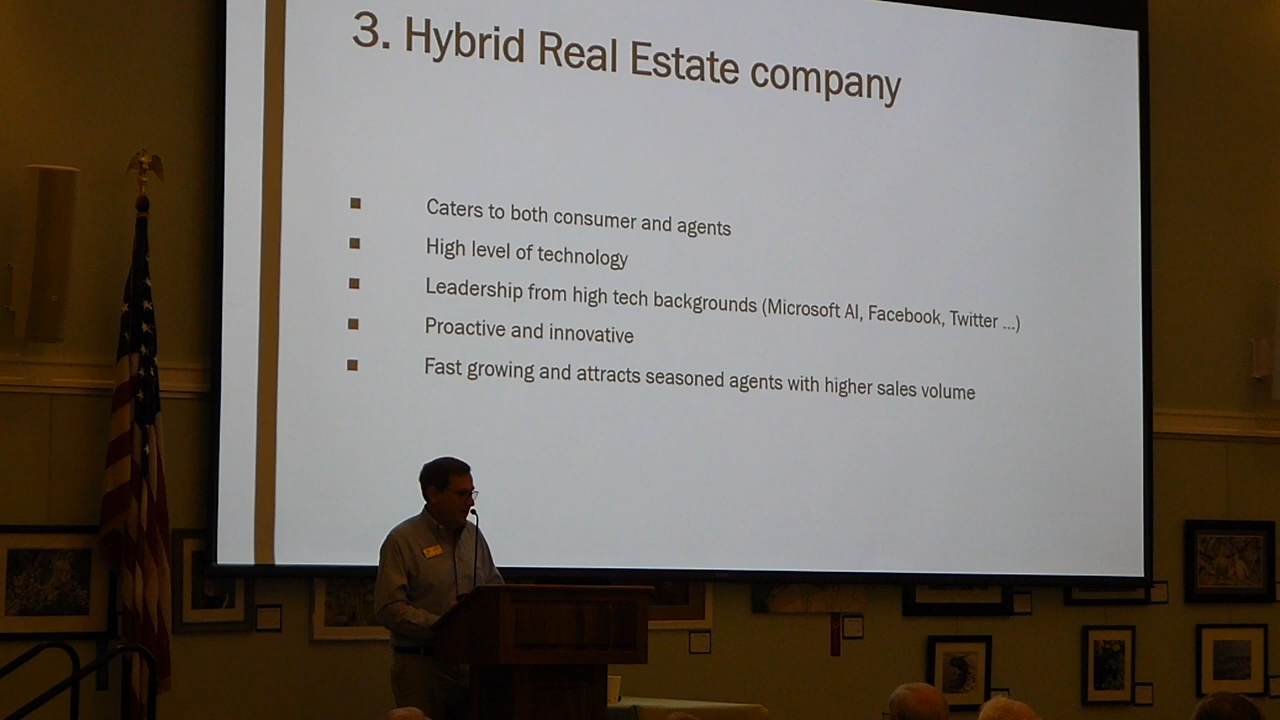 3. Hybrid Real Estate company
Caters to both consumer and agents
High level of technology
Leadership from high tech backgrounds (Microsoft AI, Facebook, Twitter ...)
Proactive and innovative
Fast growing and attracts seasoned agents with higher sales volume